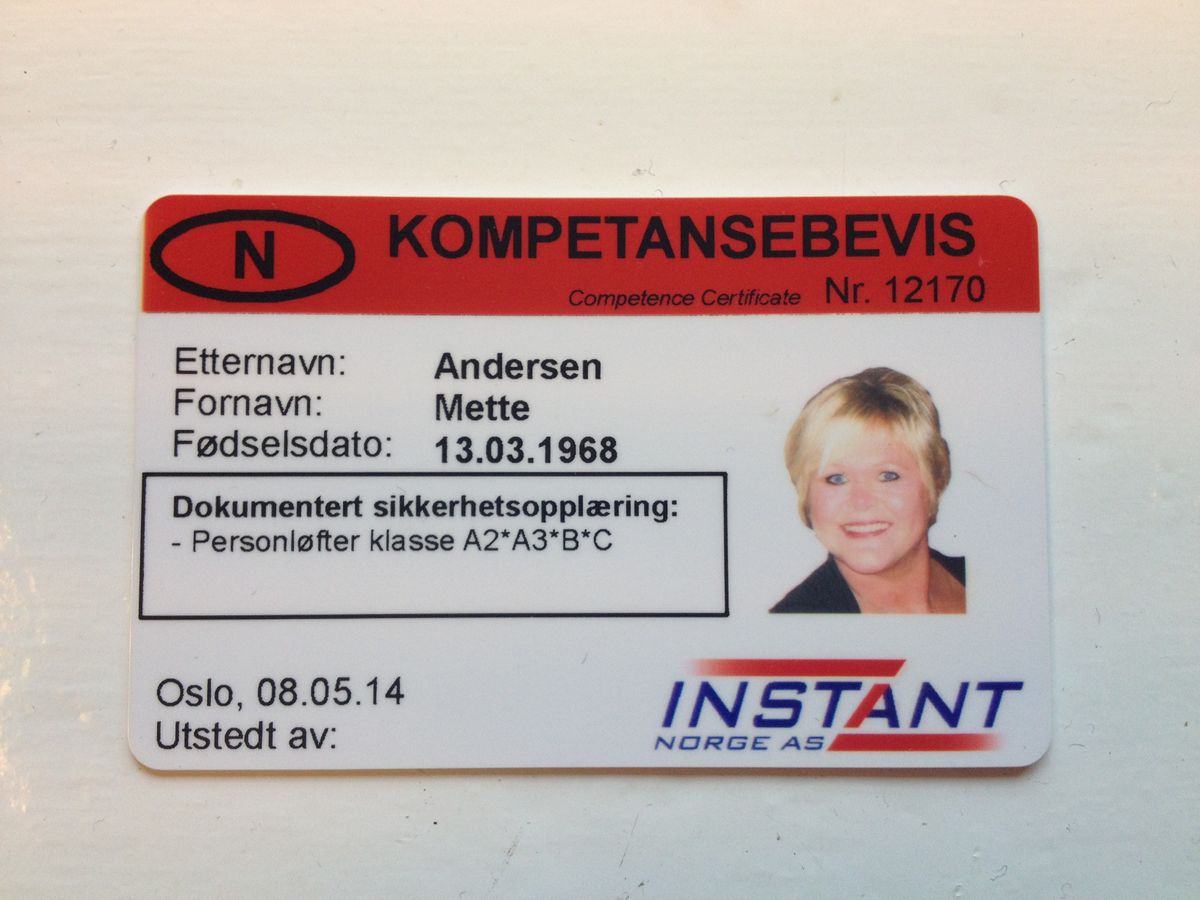 N
KOMPETANSEBEVIS
Competence Certificate Nr. 12170
Etternavn: Andersen
Fornavn: Mette
Fødselsdato: 13.03.1968
Dokumentert sikkerhetsopplæring:
- Personløfter klasse A2*A3*B*C
Oslo, 08.05.14
Utstedt av:
INSTANT
NORGE AS